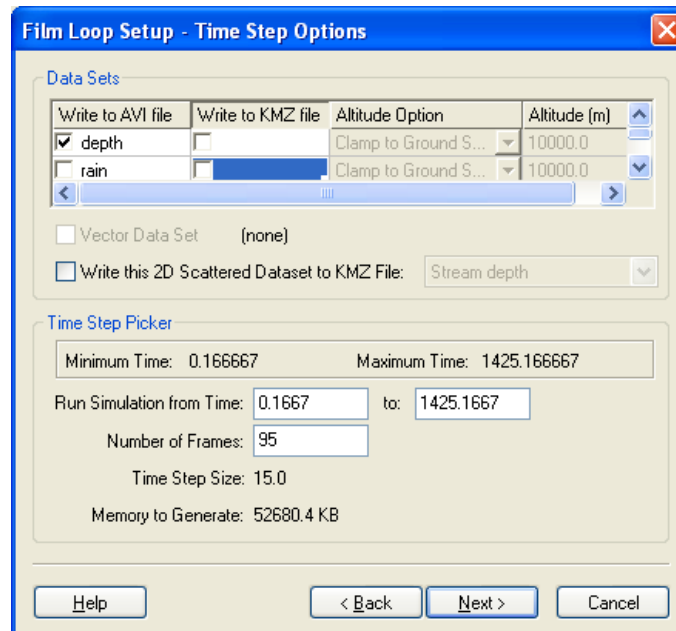 Film Loop Setup - Time Step Options
Data Sets
Write to AVI file Write to KMZ file Altitude Option Altitude (m)
depth Clamp to Ground S... 10000.0
rain Clamp to Ground S... 10000.0
Vector Data Set (none)
Write this 2D Scattered Dataset to KMZ File: Stream depth
Time Step Picker
Minimum Time: 0.166667 Maximum Time: 1425.166667
Run Simulation from Time: 0.1667 to: 1425.1667
Number of Frames: 95
Time Step Size: 15.0
Memory to Generate: 52680.4 KB
Help < Back Next > Cancel